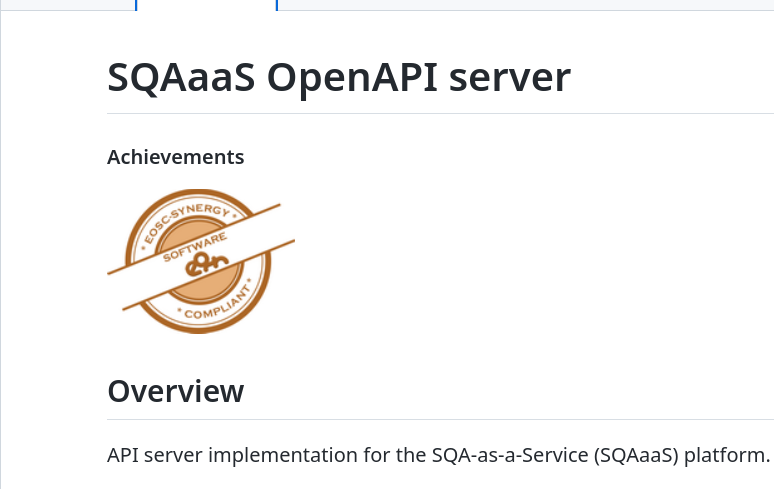 SQAaaS OpenAPI server
Achievements
* EOSC-SYNERGY *
SOFTWARE
* COMPLIANT *
Overview
API server implementation for the SQA-as-a-Service (SQAaaS) platform.